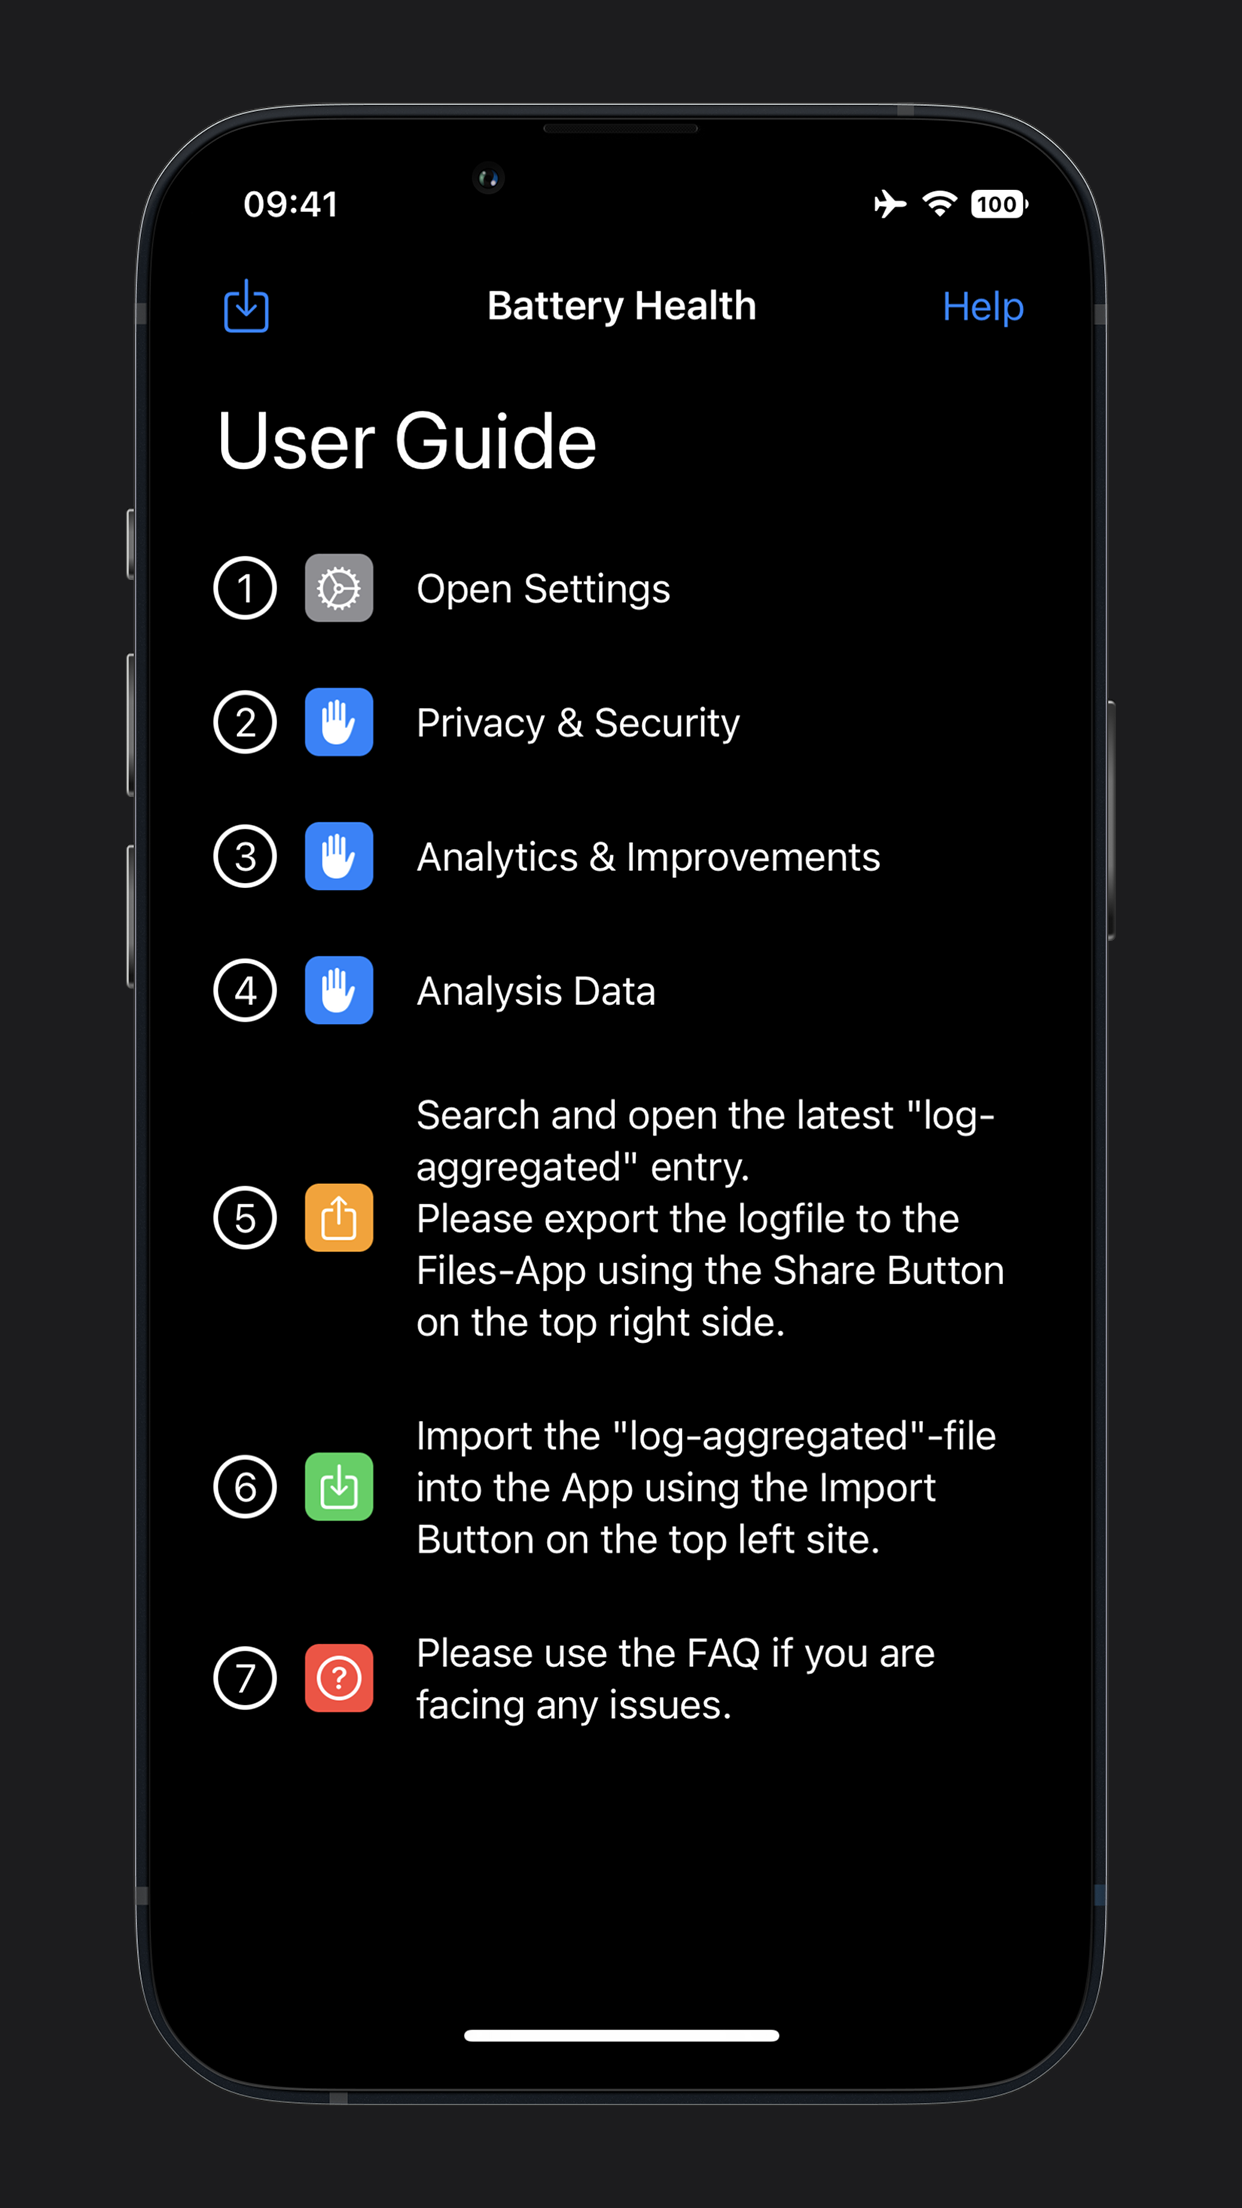 09:41
100
Battery Health
Help
User Guide
1 Open Settings
2 Privacy & Security
3 Analytics & Improvements
4 Analysis Data
5 Search and open the latest "log-
aggregated" entry.
Please export the logfile to the
Files-App using the Share Button
on the top right side.
6 Import the "log-aggregated"-file
into the App using the Import
Button on the top left site.
7 ? Please use the FAQ if you are
facing any issues.